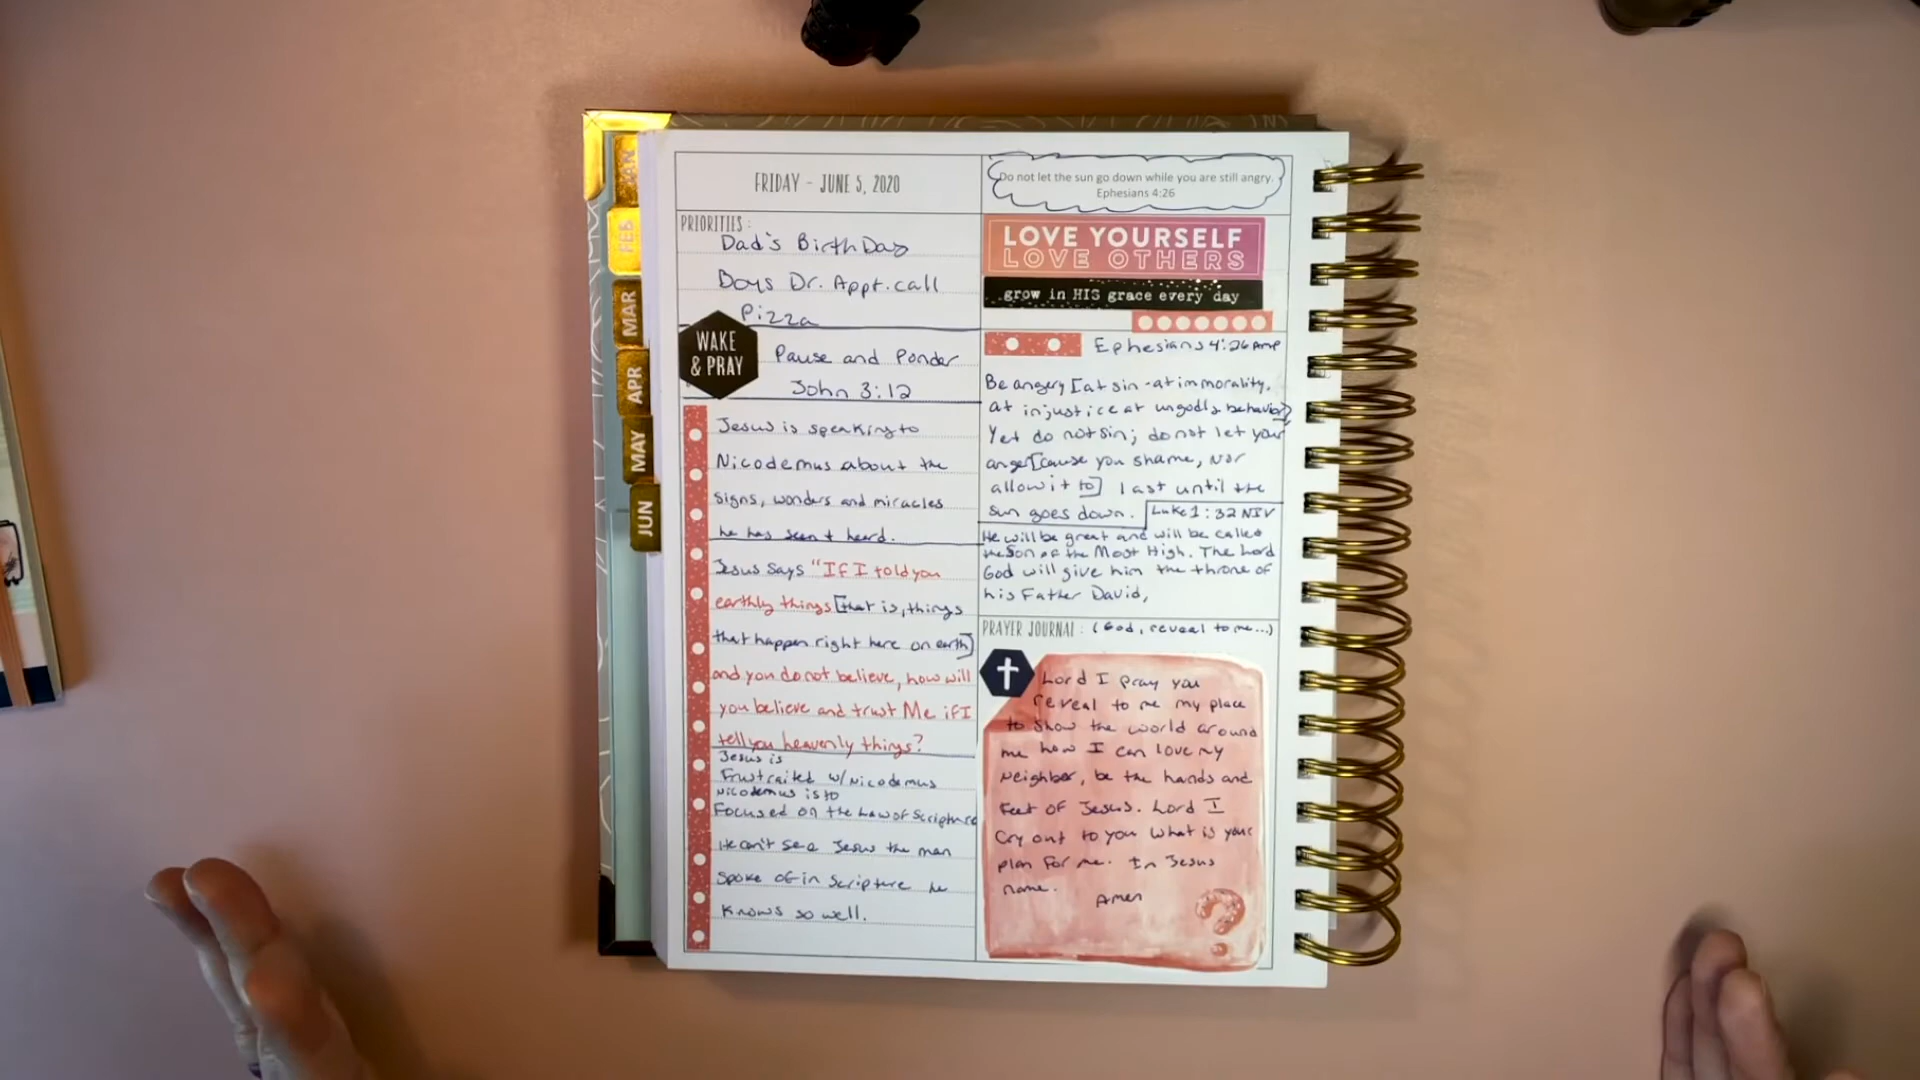 JAN
FEB
MAR
APR
MAY
JUN
FRIDAY - JUNE 5, 2020
PRIORITIES:
Dad's BirthDay
Boys Dr. Appt. call
Pizza
WAKE
& PRAY
Pause and Ponder
John 3:12
Jesus is speaking to
Nicodemus about the
signs, wonders and miracles
he has seen + heard.
Jesus says "If I told you
earthly things [that is, things
that happen right here on earth]
and you do not believe, how will
you believe and trust Me if I
tell you heavenly things?
Jesus is
Frustraited w/ Nicodemus
Nicodemus is to
Focused on the Law of Scripture
He can't see Jesus the man
spoke of in Scripture he
knows so well.
Do not let the sun go down while you are still angry.
Ephesians 4:26
LOVE YOURSELF
LOVE OTHERS
grow in HIS grace every day
Ephesians 4:26 AMP
Be angery [at sin - at immorality,
at injustice at ungodly behavior],
Yet do not sin; do not let your
anger [cause you shame, nor
allow it to] last until the
sun goes down.
Luke 1:32 NIV
He will be great and will be called
the Son of the Most High. The Lord
God will give him the throne of
his Father David,
PRAYER JOURNAL: (God, reveal to me...)
Lord I pray you
reveal to me my place
to show the world around
me how I can love my
Neighbor, be the hands and
feet of Jesus. Lord I
Cry out to you what is your
plan for me. In Jesus
name.
Amen
?